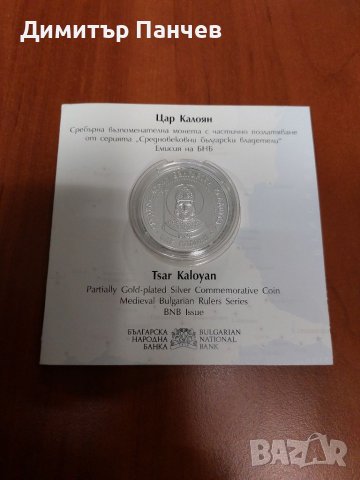 Димитър Панчев
Цар Калоян
Сребърна възпоменателна монета с частично позлатяване
от серията „Средновековни български владетели"
Емисия на БНБ
Tsar Kaloyan
Partially Gold-plated Silver Commemorative Coin
Medieval Bulgarian Rulers Series
BNB Issue
БЪЛГАРСКА НАРОДНА БАНКА
BULGARIAN NATIONAL BANK
BAZAR